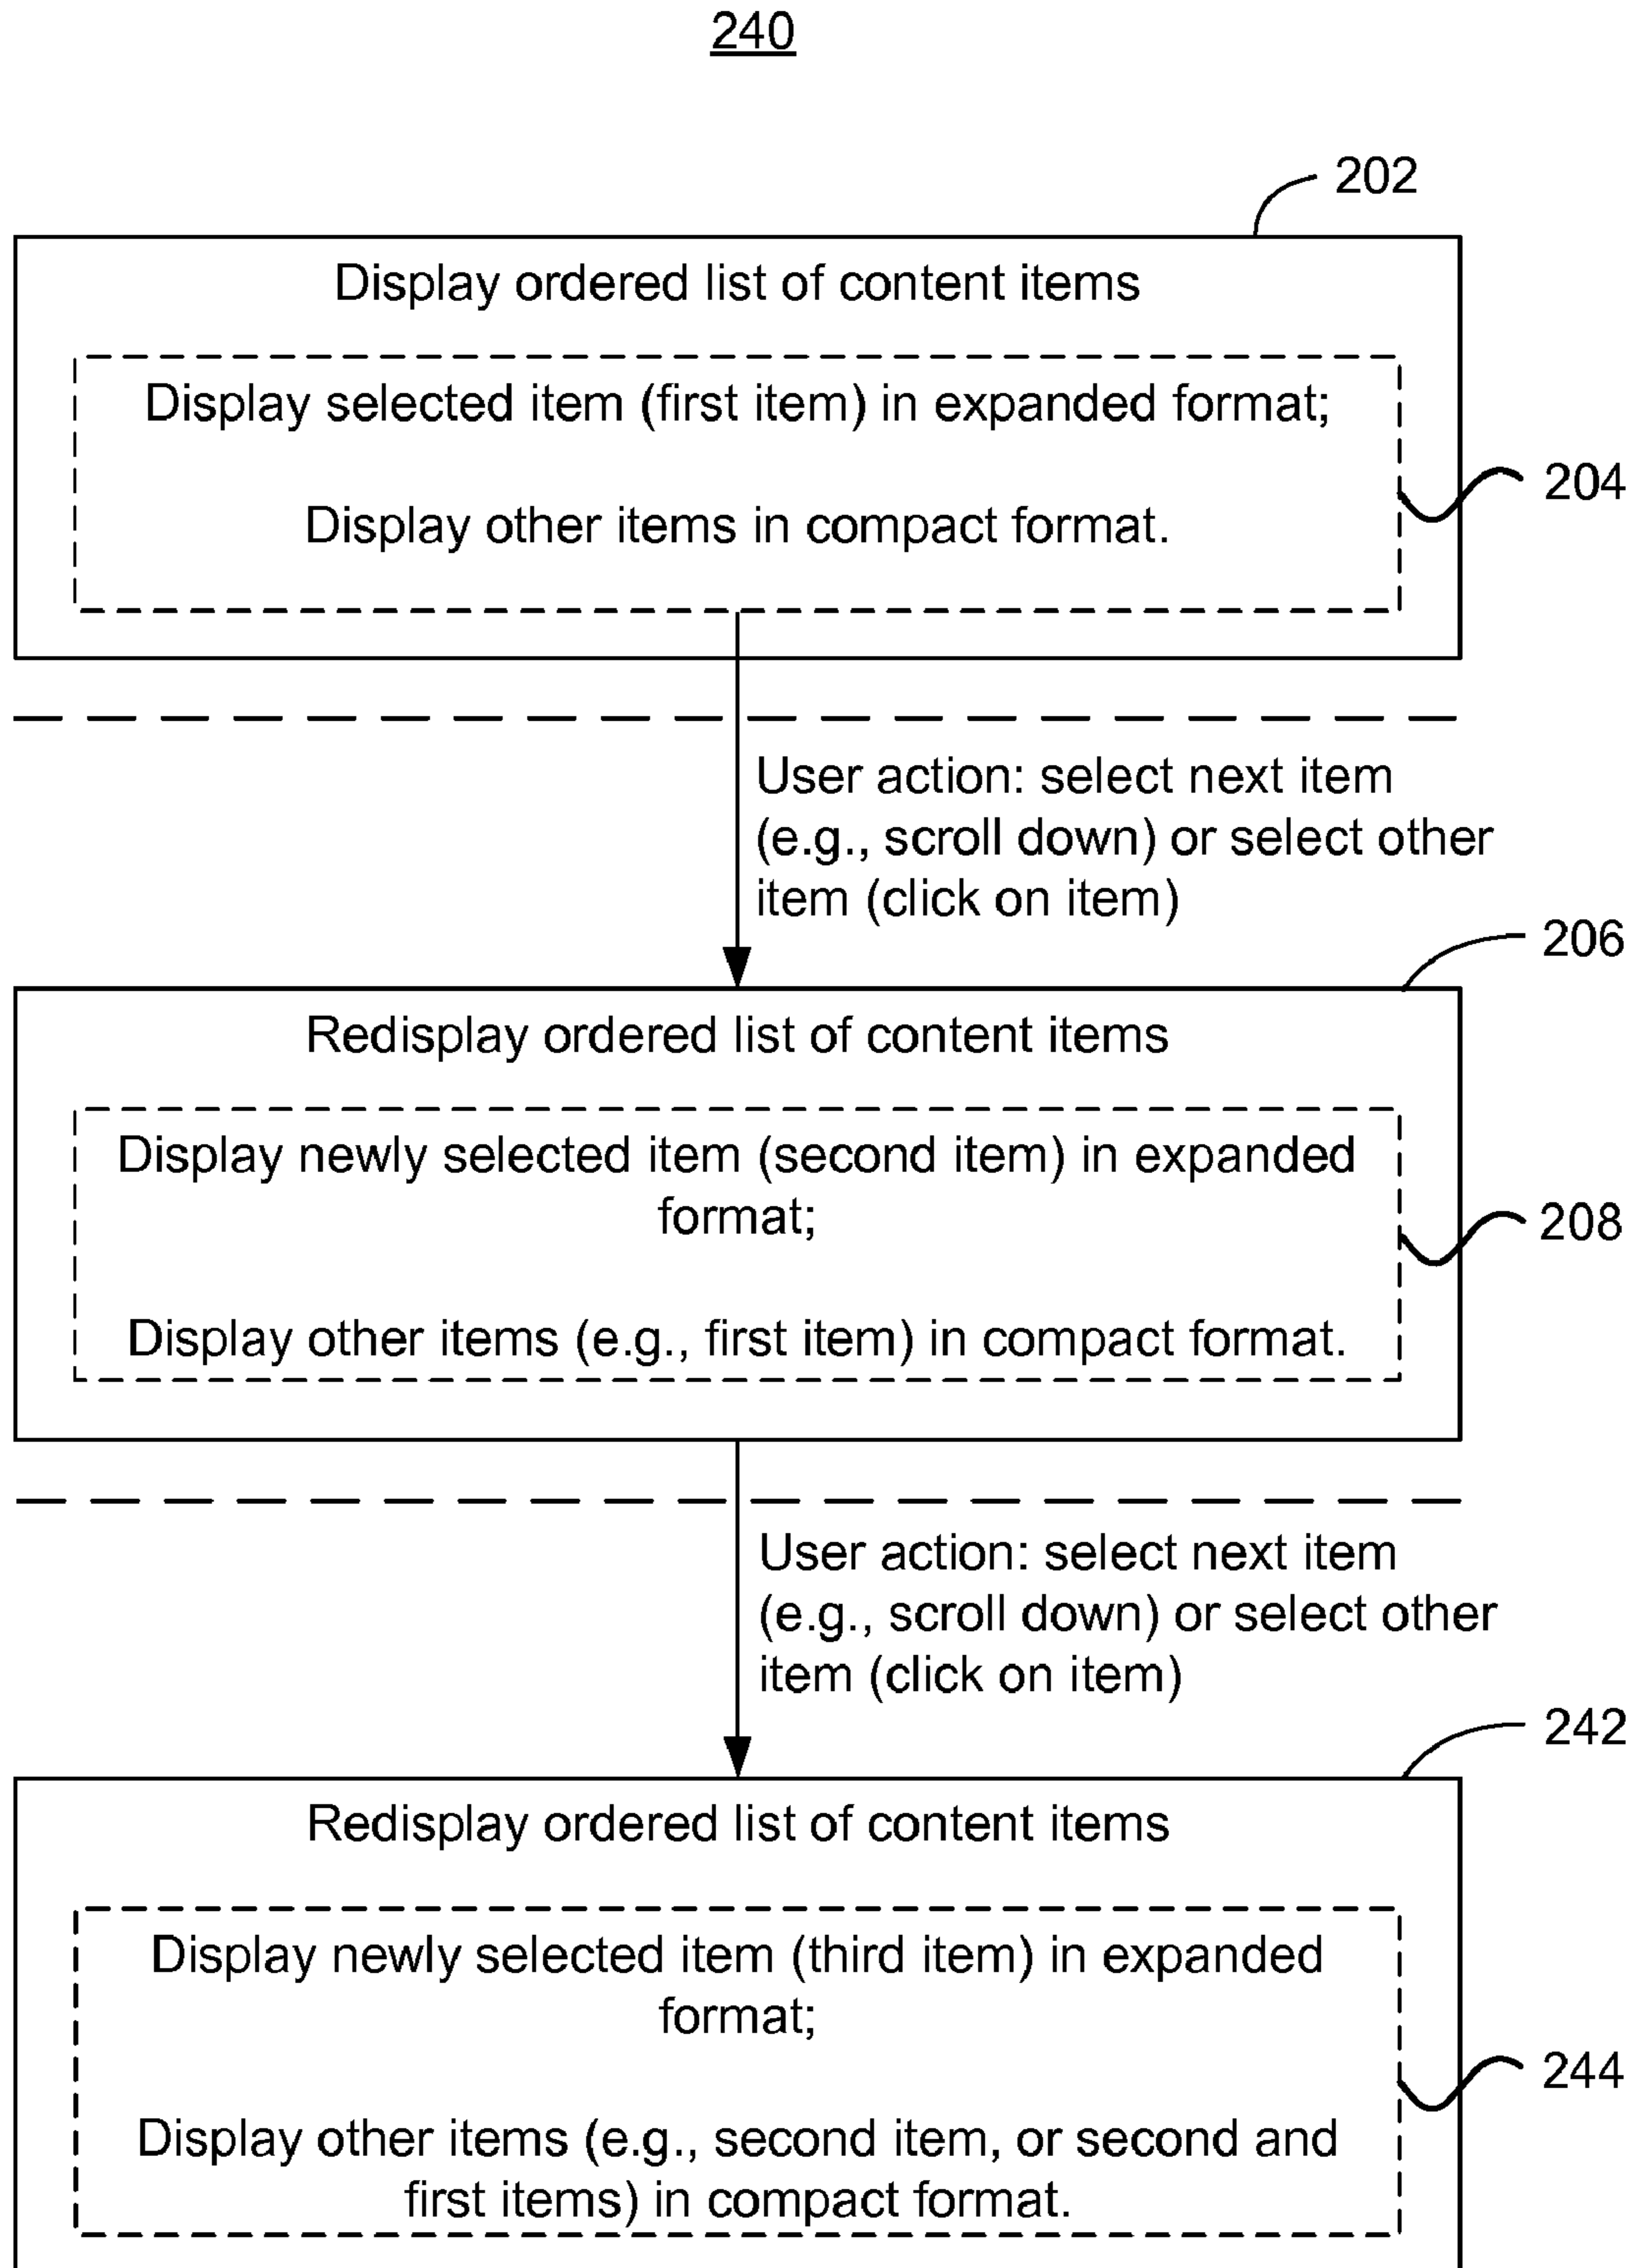 240
202
Display ordered list of content items
Display selected item (first item) in expanded format;
204
Display other items in compact format.
User action: select next item
(e.g., scroll down) or select other
item (click on item)
206
Redisplay ordered list of content items
Display newly selected item (second item) in expanded
format;
208
Display other items (e.g., first item) in compact format.
User action: select next item
(e.g., scroll down) or select other
item (click on item)
242
Redisplay ordered list of content items
Display newly selected item (third item) in expanded
format;
244
Display other items (e.g., second item, or second and
first items) in compact format.